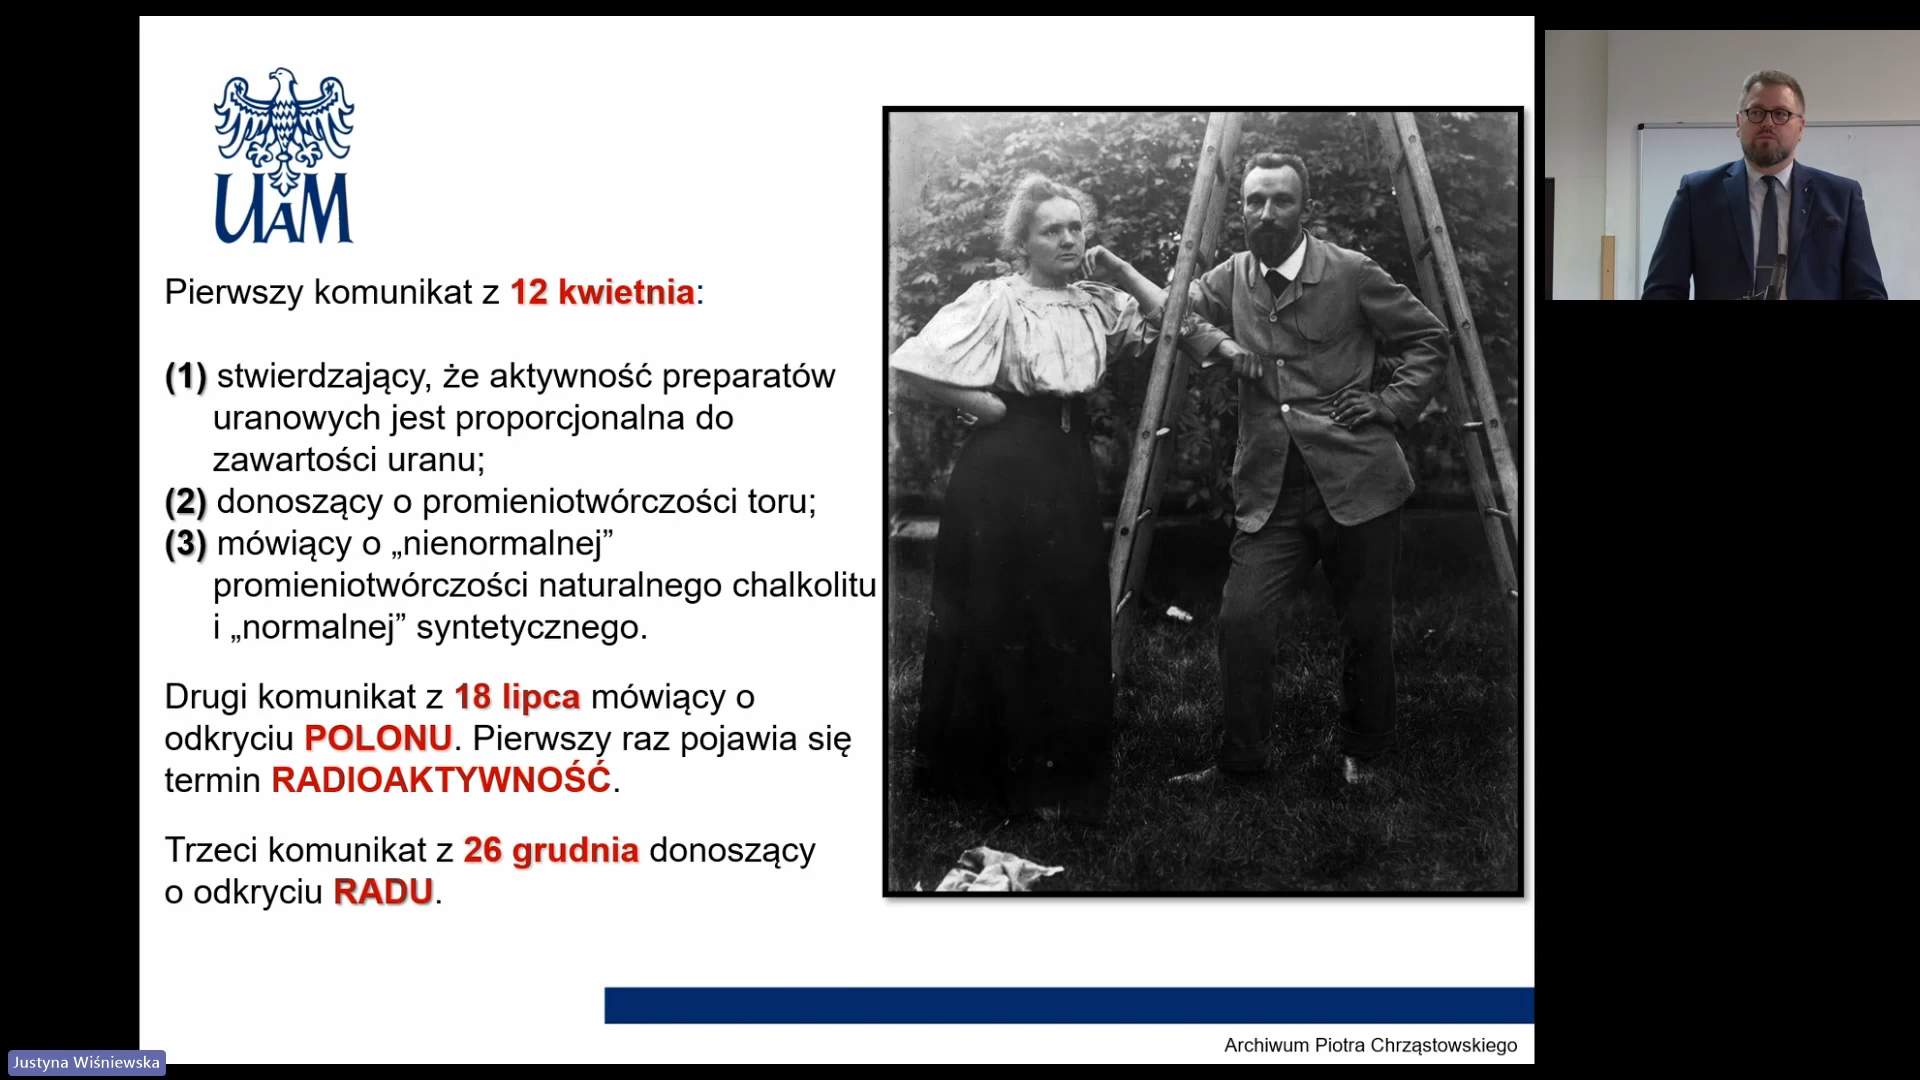 UAM
Pierwszy komunikat z 12 kwietnia:
(1) stwierdzający, że aktywność preparatów
uranowych jest proporcjonalna do
zawartości uranu;
(2) donoszący o promieniotwórczości toru;
(3) mówiący o „nienormalnej”
promieniotwórczości naturalnego chalkolitu
i „normalnej” syntetycznego.
Drugi komunikat z 18 lipca mówiący o
odkryciu POLONU. Pierwszy raz pojawia się
termin RADIOAKTYWNOŚĆ.
Trzeci komunikat z 26 grudnia donoszący
o odkryciu RADU.
Archiwum Piotra Chrząstowskiego
Justyna Wiśniewska